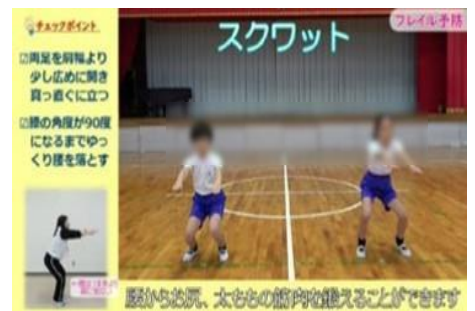 チェックポイント
☑両足を肩幅より
少し広めに開き
真っ直ぐに立つ
☑膝の角度が90度
になるまでゆっ
くり腰を落とす
スクワット
フレイル予防
腰からお尻、太ももの筋肉を鍛えることができます